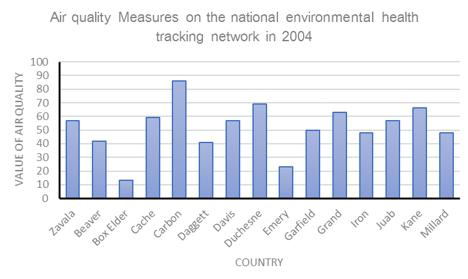 Air quality Measures on the national environmental health
tracking network in 2004
VALUE OF AIR QUALITY
100
90
80
70
60
50
40
30
20
10
0
Zavala
Beaver
Box Elder
Cache
Carbon
Daggett
Davis
Duchesne
Emery
Garfield
Grand
Iron
Juab
Kane
Millard
COUNTRY